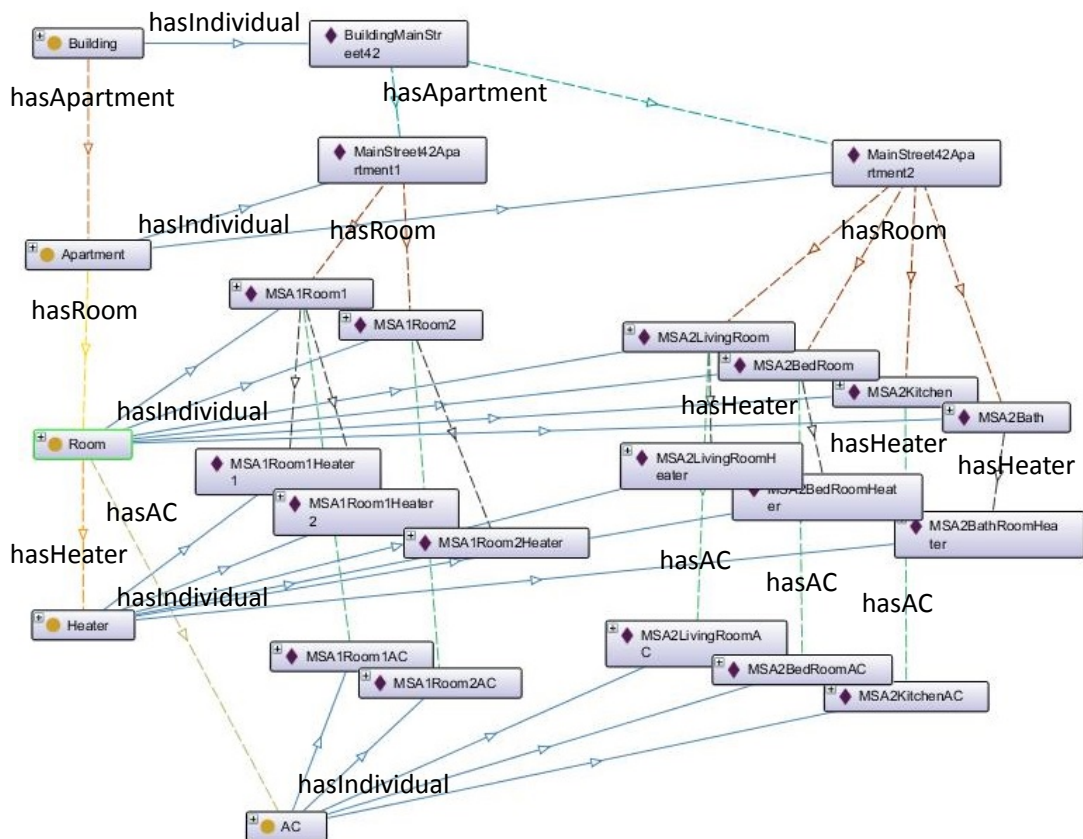 hasIndividual
Building
BuildingMainStr
eet42
hasApartment
hasApartment
MainStreet42Apa
rtment1
MainStreet42Apa
rtment2
hasIndividual
hasRoom
hasRoom
Apartment
hasRoom
MSA1Room1
MSA1Room2
MSA2LivingRoom
MSA2BedRoom
MSA2Kitchen
MSA2Bath
hasIndividual
hasHeater
Room
hasHeater
hasHeater
MSA1Room1Heater
1
MSA2LivingRoomH
eater
MSA1Room1Heater
2
MSA2BedRoomHeat
er
hasAC
MSA2BathRoomHea
ter
MSA1Room2Heater
hasHeater
hasAC
hasAC
hasIndividual
hasAC
Heater
MSA2LivingRoomA
C
MSA1Room1AC
MSA2BedRoomAC
MSA1Room2AC
MSA2KitchenAC
hasIndividual
AC